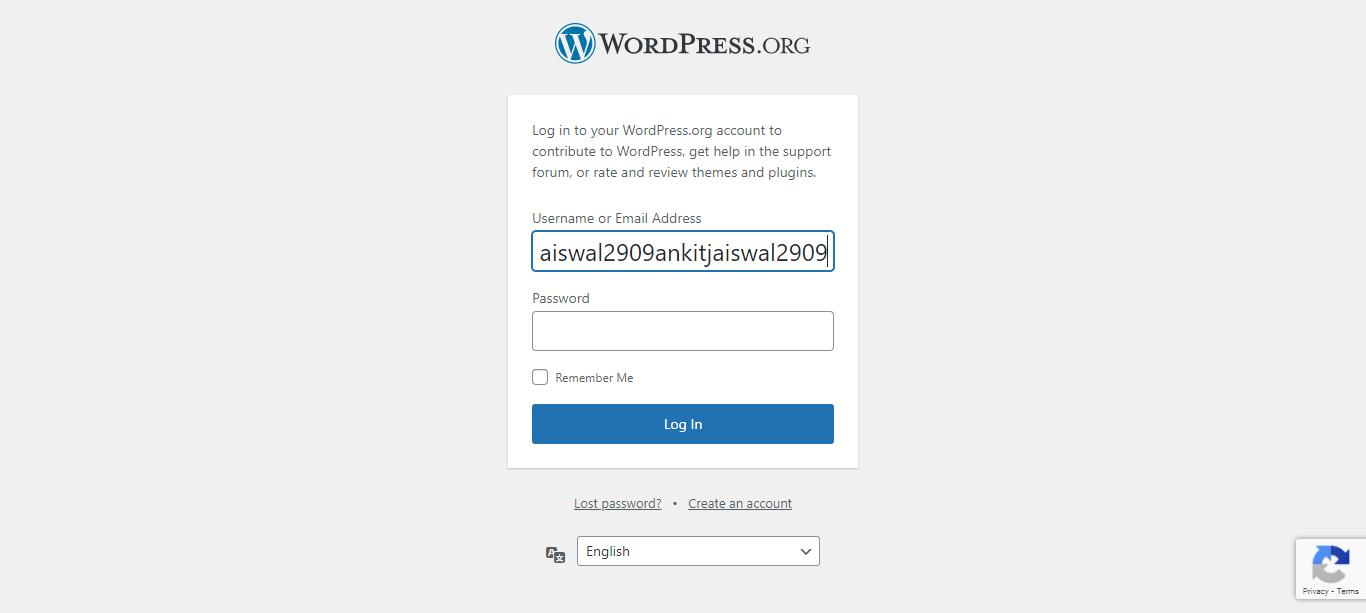 WORDPRESS.ORG
Log in to your WordPress.org account to
contribute to WordPress, get help in the support
forum, or rate and review themes and plugins.
Username or Email Address
aiswal2909ankitjaiswal2909
Password
Remember Me
Log In
Lost password? • Create an account
English
Privacy - Terms